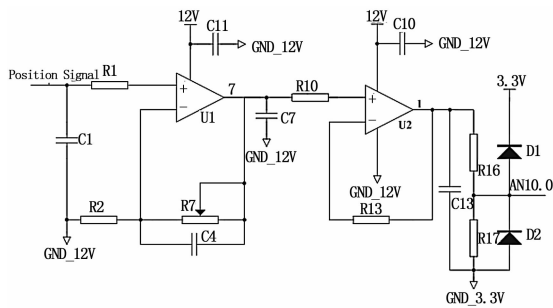 12V
C11
GND_12V
12V
C10
GND_12V
3.3V
Position Signal
R1
+
-
U1
7
R10
+
-
U2
1
D1
C1
C7
GND_12V
R16
AN10.0
GND_12V
C13
R2
R7
R13
R17
D2
C4
GND_12V
GND_3.3V